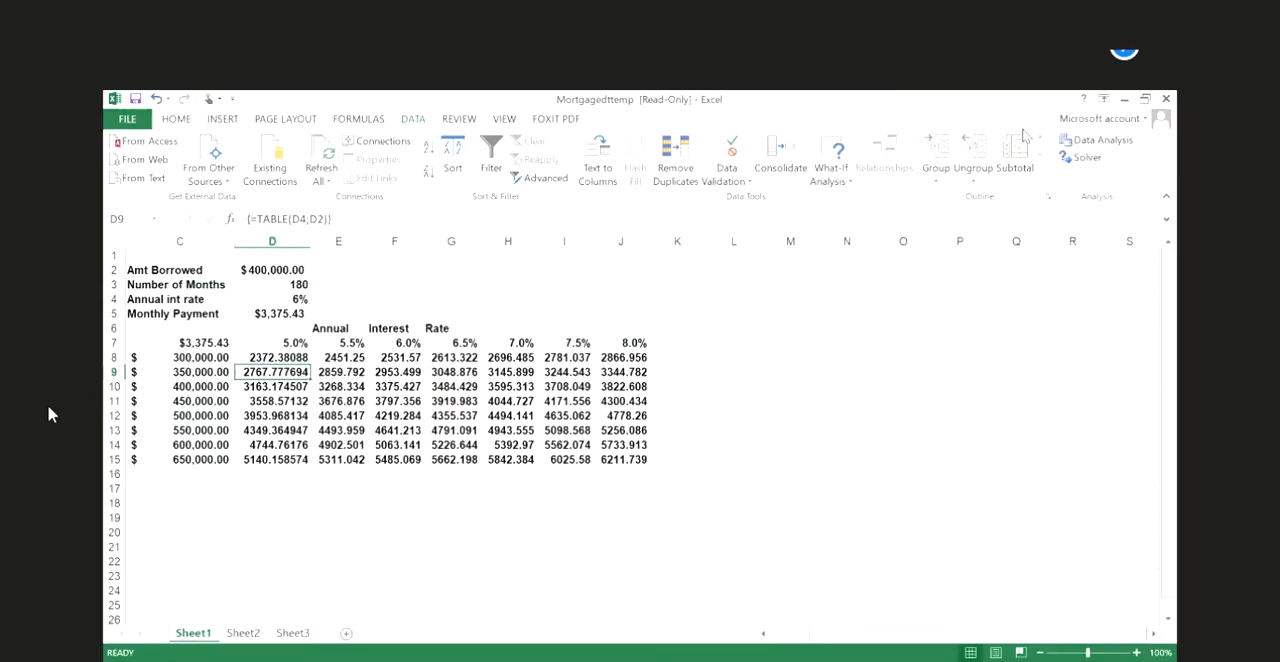 Mortgagedttemp [Read-Only] - Excel
?
FILE HOME INSERT PAGE LAYOUT FORMULAS DATA REVIEW VIEW FOXIT PDF Microsoft account
From Access
From Web
From Text
From Other Sources
Existing Connections
Refresh All
Connections
Properties
Edit Links
Sort
Filter
Clear
Reapply
Advanced
Text to Columns
Flash Fill
Remove Duplicates
Data Validation
Consolidate
What-If Analysis
Relationships
Group
Ungroup
Subtotal
Data Analysis
Solver
Get External Data Connections Sort & Filter Data Tools Outline Analysis
D9 fx {=TABLE(D4,D2)}
C D E F G H I J K L M N O P Q R S
1
2 Amt Borrowed $400,000.00
3 Number of Months 180
4 Annual int rate 6%
5 Monthly Payment $3,375.43
6 Annual Interest Rate
7 $3,375.43 5.0% 5.5% 6.0% 6.5% 7.0% 7.5% 8.0%
8 $ 300,000.00 2372.38088 2451.25 2531.57 2613.322 2696.485 2781.037 2866.956
9 $ 350,000.00 2767.777694 2859.792 2953.499 3048.876 3145.899 3244.543 3344.782
10 $ 400,000.00 3163.174507 3268.334 3375.427 3484.429 3595.313 3708.049 3822.608
11 $ 450,000.00 3558.57132 3676.876 3797.356 3919.983 4044.727 4171.556 4300.434
12 $ 500,000.00 3953.968134 4085.417 4219.284 4355.537 4494.141 4635.062 4778.26
13 $ 550,000.00 4349.364947 4493.959 4641.213 4791.091 4943.555 5098.568 5256.086
14 $ 600,000.00 4744.76176 4902.501 5063.141 5226.644 5392.97 5562.074 5733.913
15 $ 650,000.00 5140.158574 5311.042 5485.069 5662.198 5842.384 6025.58 6211.739
16
17
18
19
20
21
22
23
24
25
26
Sheet1 Sheet2 Sheet3
READY 100%